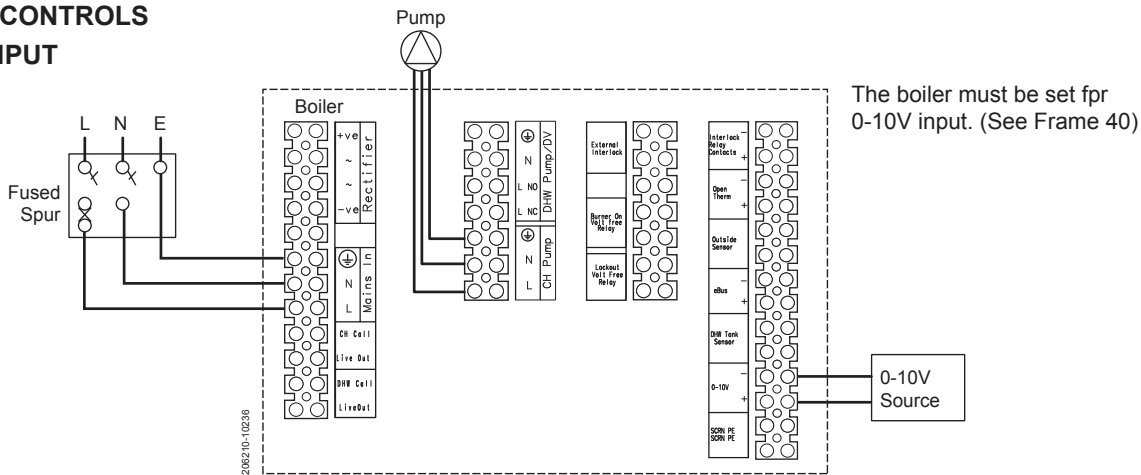 CONTROLS
IPUT
Pump
The boiler must be set fpr
0-10V input. (See Frame 40)
L N E
Fused
Spur
Boiler
+ve
~
~
-ve
Rectifier
N
L
Mains In
CH Call
Live Out
DHW Call
LiveOut
N
L NO
L NC
DHW Pump/DV
N
L
CH Pump
External
Interlock
Burner On
Volt free
Relay
Lockout
Volt Free
Relay
Interlock -
Relay
Contacts +
-
Open
Therm +
Outside
Sensor
-
eBus
+
DHW Tank
Sensor
-
0-10V
+
SCRN PE
SCRN PE
0-10V
Source
206210-10236